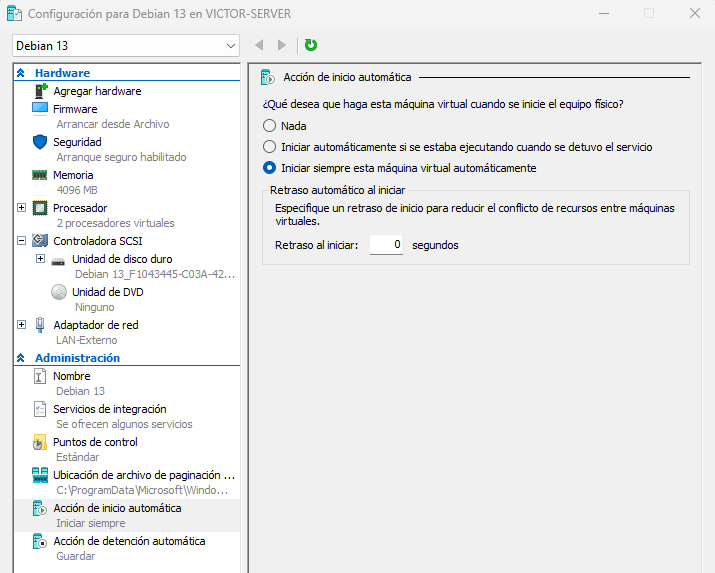 Configuración para Debian 13 en VICTOR-SERVER
Debian 13
Hardware
Agregar hardware
Firmware
Arrancar desde Archivo
Seguridad
Arranque seguro habilitado
Memoria
4096 MB
Procesador
2 procesadores virtuales
Controladora SCSI
Unidad de disco duro
Debian 13_F1043445-C03A-42...
Unidad de DVD
Ninguno
Adaptador de red
LAN-Externo
Administración
Nombre
Debian 13
Servicios de integración
Se ofrecen algunos servicios
Puntos de control
Estándar
Ubicación de archivo de paginación ...
C:\ProgramData\Microsoft\Windo...
Acción de inicio automática
Iniciar siempre
Acción de detención automática
Guardar
Acción de inicio automática
¿Qué desea que haga esta máquina virtual cuando se inicie el equipo físico?
Nada
Iniciar automáticamente si se estaba ejecutando cuando se detuvo el servicio
Iniciar siempre esta máquina virtual automáticamente
Retraso automático al iniciar
Especifique un retraso de inicio para reducir el conflicto de recursos entre máquinas
virtuales.
Retraso al iniciar: 0 segundos